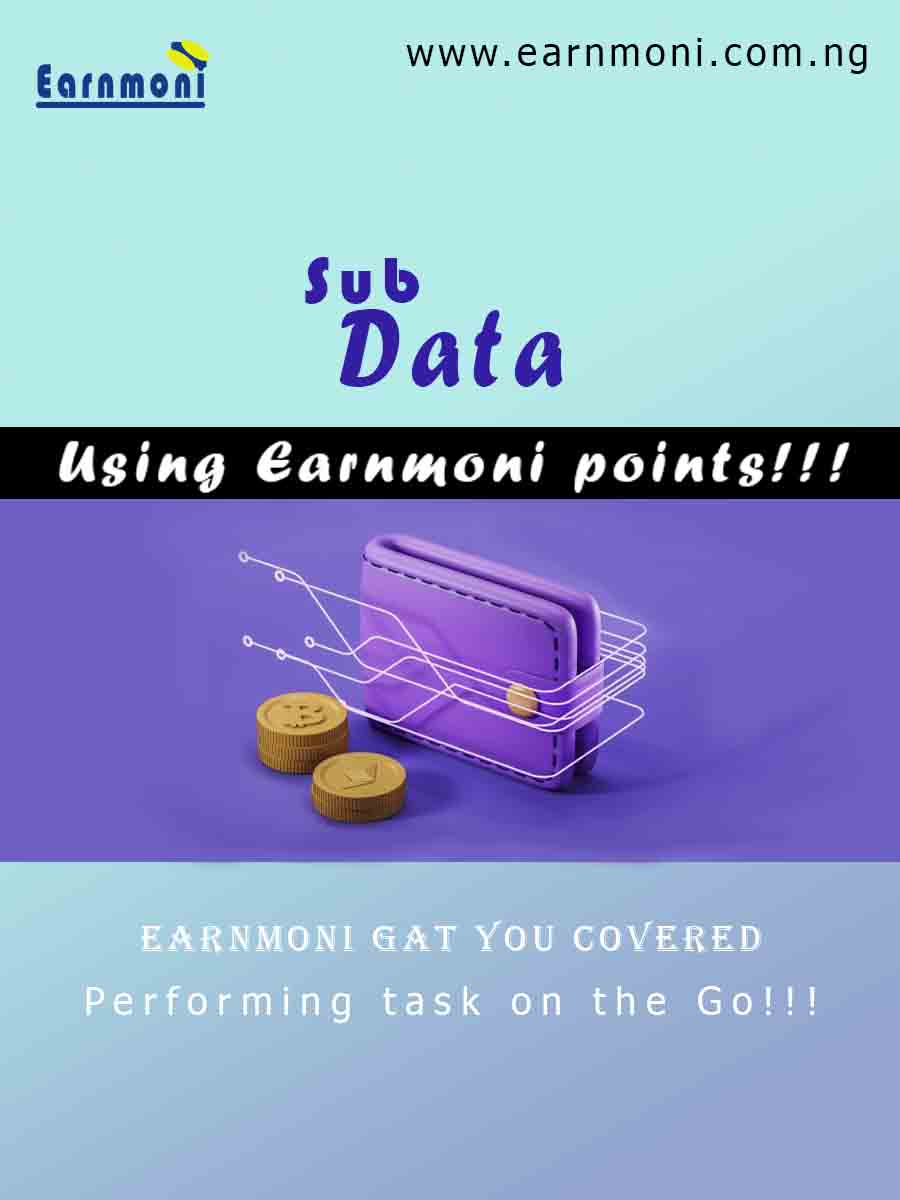 Earnmoni
www.earnmoni.com.ng
Sub
Data
Using Earnmoni points!!!
EARNMONI GAT YOU COVERED
Performing task on the Go!!!